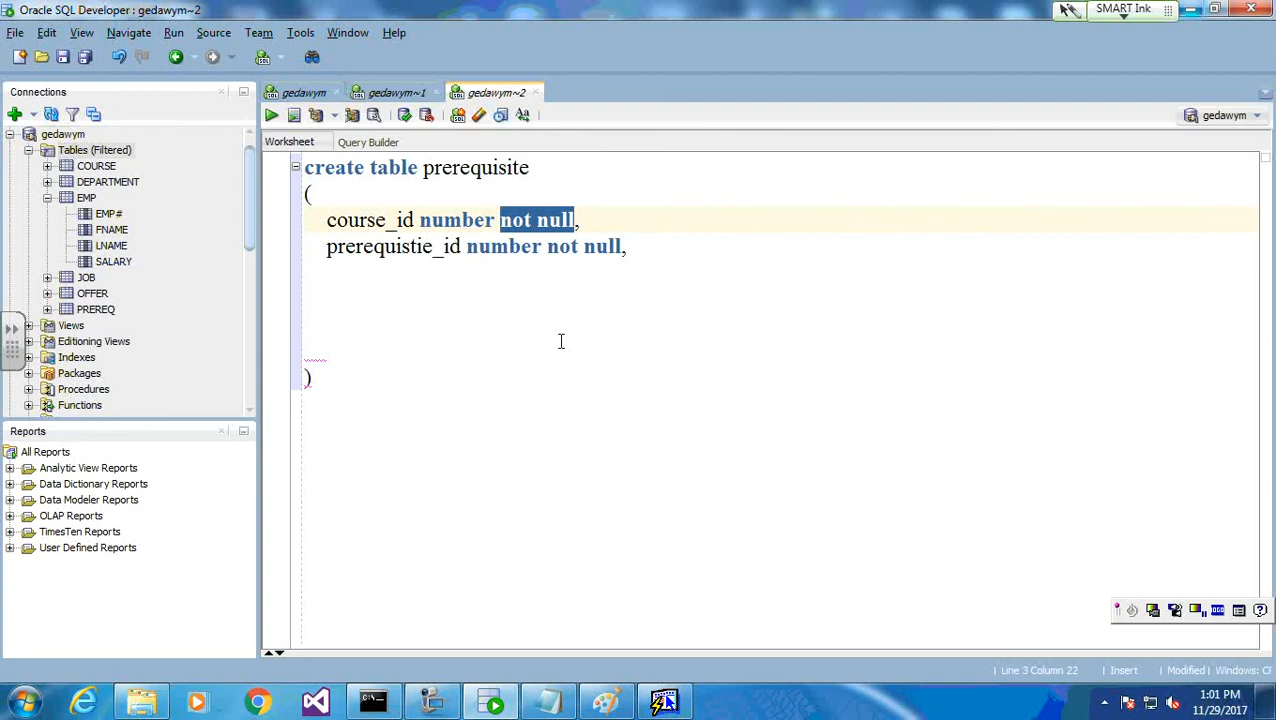 Oracle SQL Developer : gedawym~2
SMART Ink
File Edit View Navigate Run Source Team Tools Window Help
Connections
gedawym
gedawym~1
gedawym~2
gedawym
gedawym
Worksheet
Query Builder
Tables (Filtered)
COURSE
DEPARTMENT
EMP
EMP#
FNAME
LNAME
SALARY
JOB
OFFER
PREREQ
Views
Editioning Views
Indexes
Packages
Procedures
Functions
create table prerequisite
(
course_id number not null,
prerequistie_id number not null,
)
Reports
All Reports
Analytic View Reports
Data Dictionary Reports
Data Modeler Reports
OLAP Reports
TimesTen Reports
User Defined Reports
Line 3 Column 22
Insert
Modified
Windows: CF
1:01 PM
11/29/2017